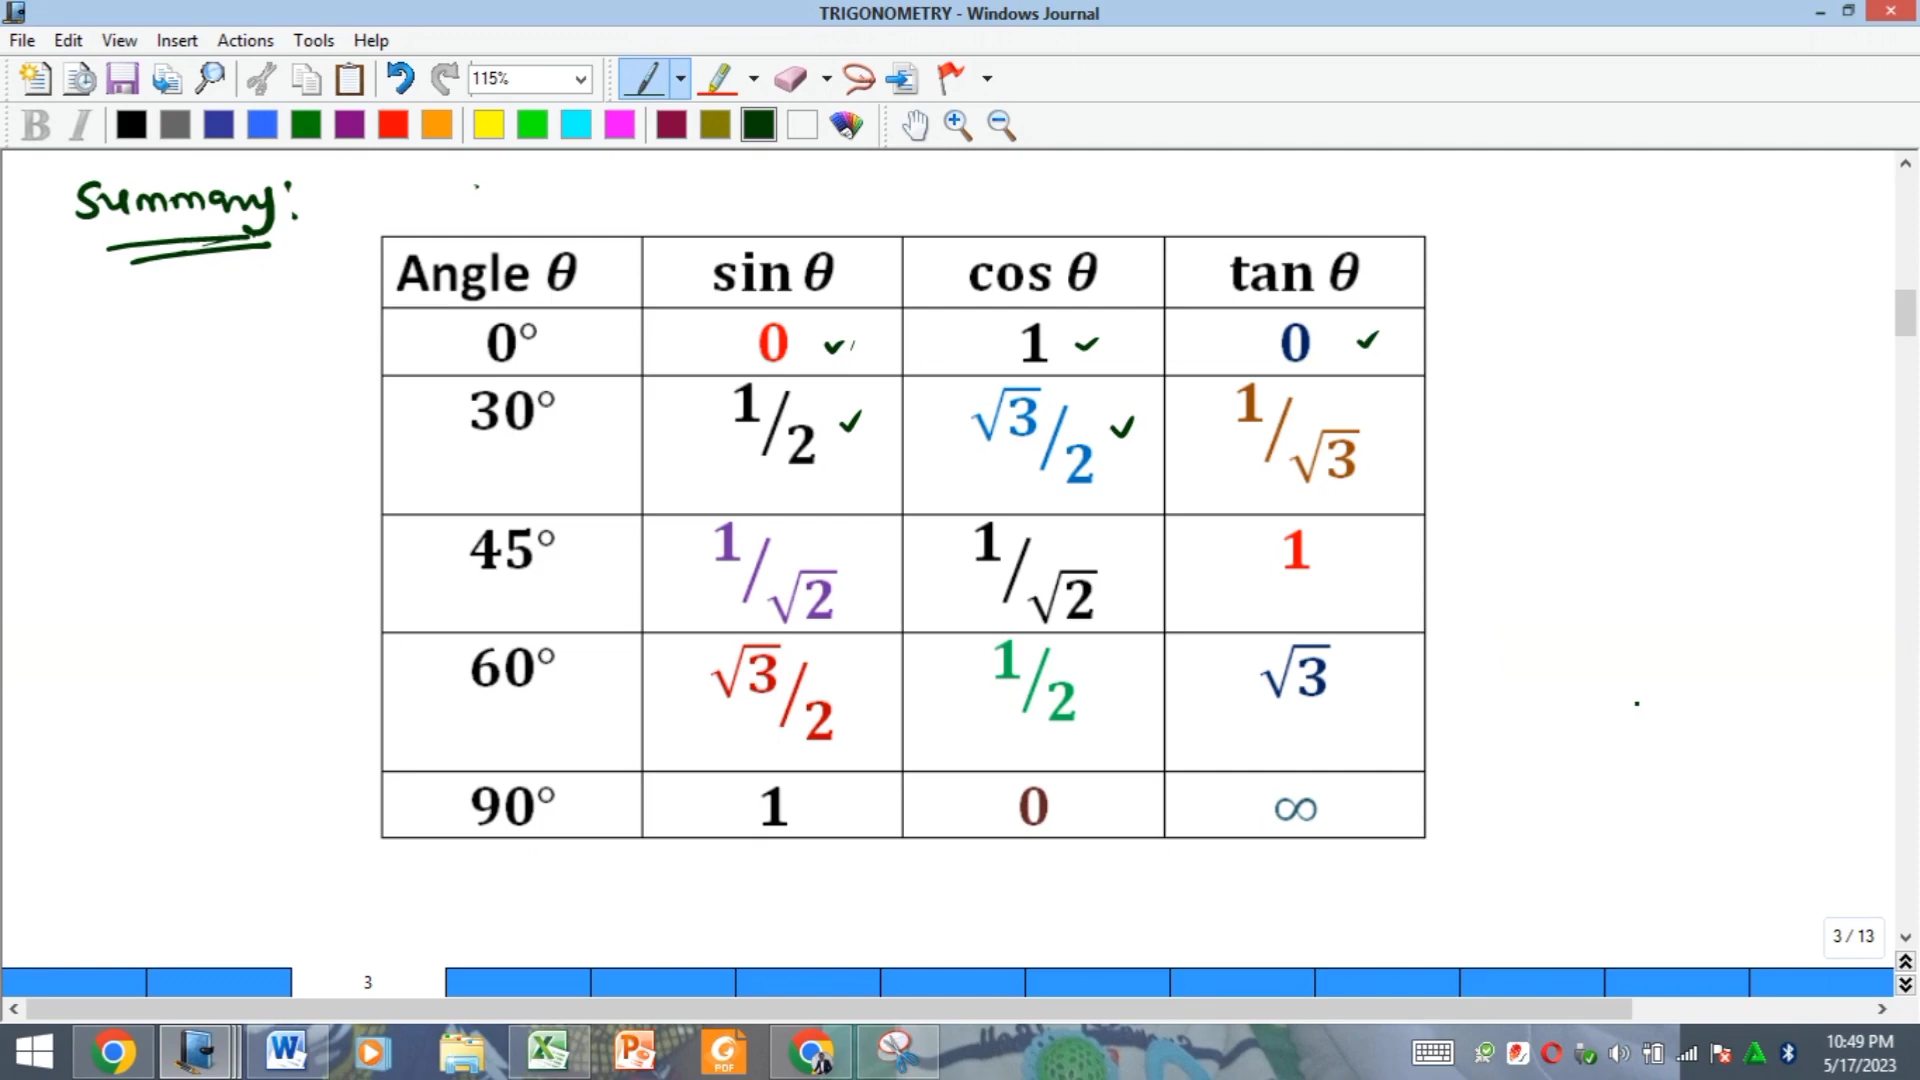 TRIGONOMETRY - Windows Journal
File Edit View Insert Actions Tools Help
115%
B I
Summary:
Angle θ sin θ cos θ tan θ
0° 0 1 0
30° 1/2 √3/2 1/√3
45° 1/√2 1/√2 1
60° √3/2 1/2 √3
90° 1 0 ∞
3 / 13
3
PDF
10:49 PM
5/17/2023